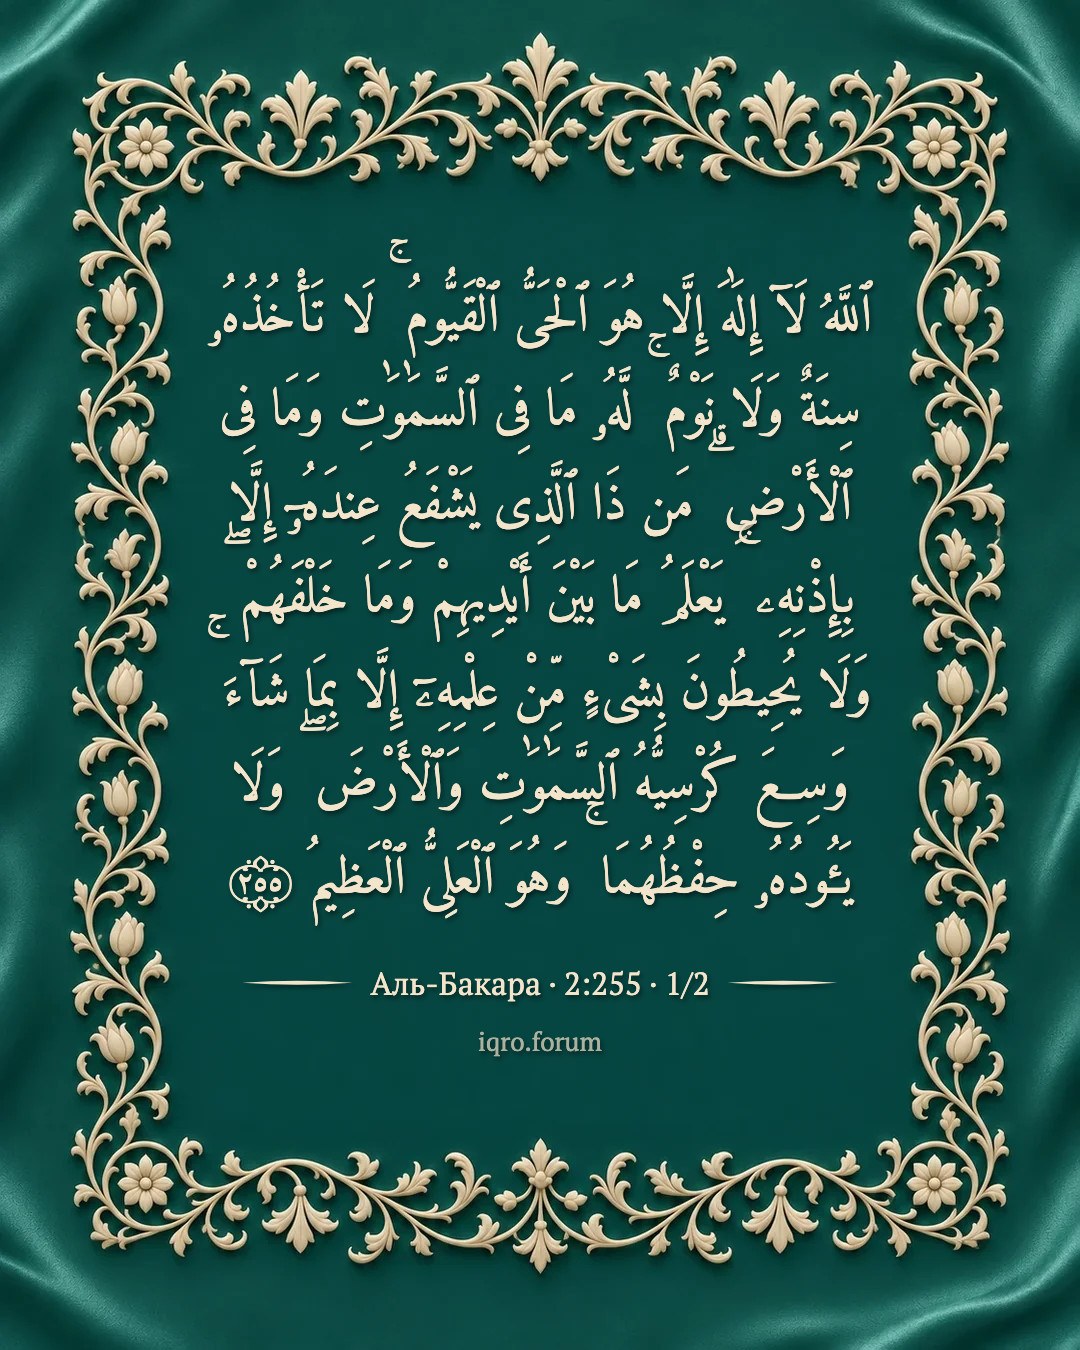 ٱللَّهُ لَآ إِلَٰهَ إِلَّا هُوَ ٱلْحَىُّ ٱلْقَيُّومُ ۚ لَا تَأْخُذُهُۥ
سِنَةٌ وَلَا نَوْمٌ ۚ لَّهُۥ مَا فِى ٱلسَّمَٰوَٰتِ وَمَا فِى
ٱلْأَرْضِ ۗ مَن ذَا ٱلَّذِى يَشْفَعُ عِندَهُۥٓ إِلَّا
بِإِذْنِهِۦ ۚ يَعْلَمُ مَا بَيْنَ أَيْدِيهِمْ وَمَا خَلْفَهُمْ ۖ
وَلَا يُحِيطُونَ بِشَىْءٍ مِّنْ عِلْمِهِۦٓ إِلَّا بِمَا شَآءَ ۚ
وَسِعَ كُرْسِيُّهُ ٱلسَّمَٰوَٰتِ وَٱلْأَرْضَ ۖ وَلَا
يَـُٔودُهُۥ حِفْظُهُمَا ۚ وَهُوَ ٱلْعَلِىُّ ٱلْعَظِيمُ ٢٥٥
Аль-Бакара · 2:255 · 1/2
iqro.forum